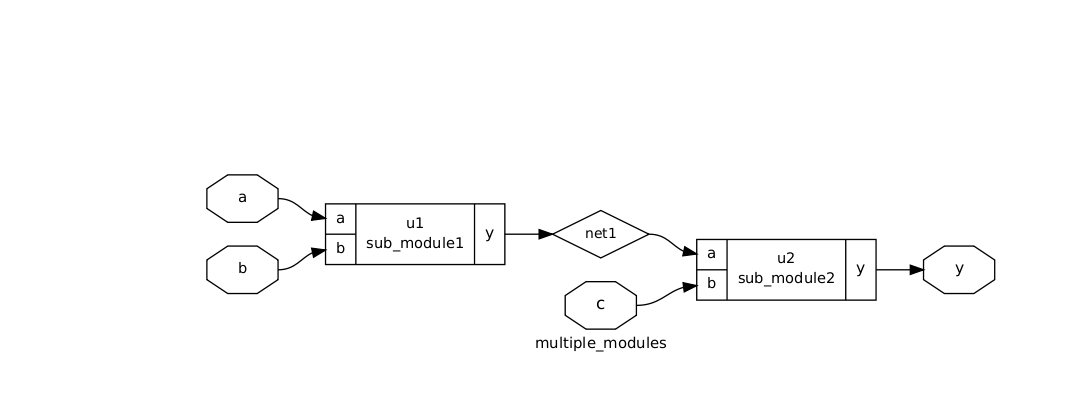 a
b
a
b
u1
sub_module1
y
net1
c
a
b
u2
sub_module2
y
y
multiple_modules